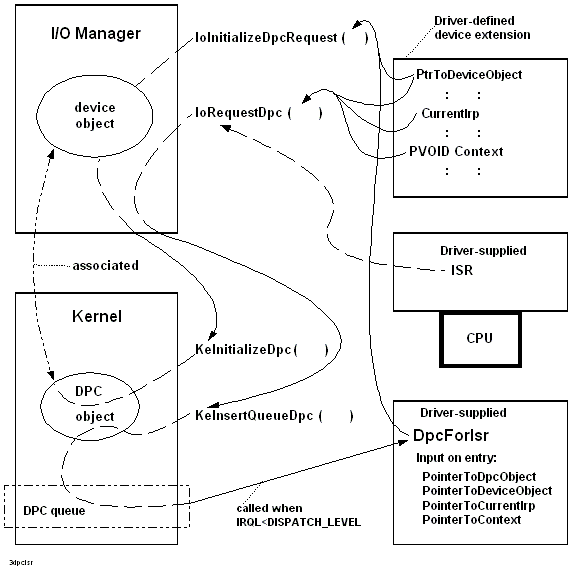 I/O Manager
device
object
IoInitializeDpcRequest ( )
IoRequestDpc ( )
Driver-defined
device extension
PtrToDeviceObject
: :
CurrentIrp
: :
PVOID Context
: :
associated
Driver-supplied
ISR
CPU
Kernel
DPC
object
KeInitializeDpc ( )
KeInsertQueueDpc ( )
DPC queue
called when
IRQL<DISPATCH_LEVEL
Driver-supplied
DpcForIsr
Input on entry:
PointerToDpcObject
PointerToDeviceObject
PointerToCurrentIrp
PointerToContext
3dpcisr